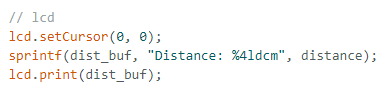 // lcd
lcd.setCursor(0, 0);
sprintf(dist_buf, "Distance: %4ldcm", distance);
lcd.print(dist_buf);